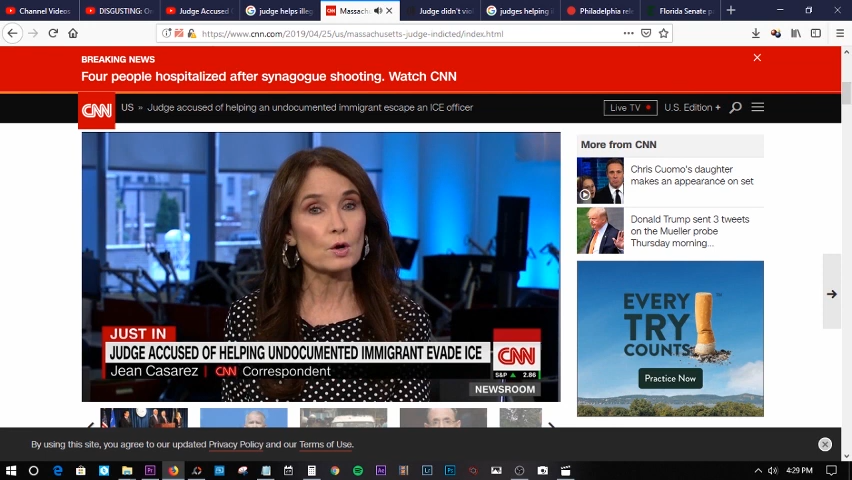 Channel Videos
DISGUSTING:
Judge Accused
judge helps illeg
Massach
Judge didn't vio
judges helping i
Philadelphia rele
Florida Senate p
https://www.cnn.com/2019/04/25/us/massachusetts-judge-indicted/index.html
BREAKING NEWS
Four people hospitalized after synagogue shooting. Watch CNN
CNN
US » Judge accused of helping an undocumented immigrant escape an ICE officer
Live TV
U.S. Edition +
More from CNN
Chris Cuomo's daughter
makes an appearance on set
Donald Trump sent 3 tweets
on the Mueller probe
Thursday morning...
JUST IN
JUDGE ACCUSED OF HELPING UNDOCUMENTED IMMIGRANT EVADE ICE
Jean Casarez | CNN Correspondent
CNN
S&P ▲ 2.86
NEWSROOM
EVERY
TRY
COUNTS
Practice Now
By using this site, you agree to our updated Privacy Policy and our Terms of Use.
4:29 PM